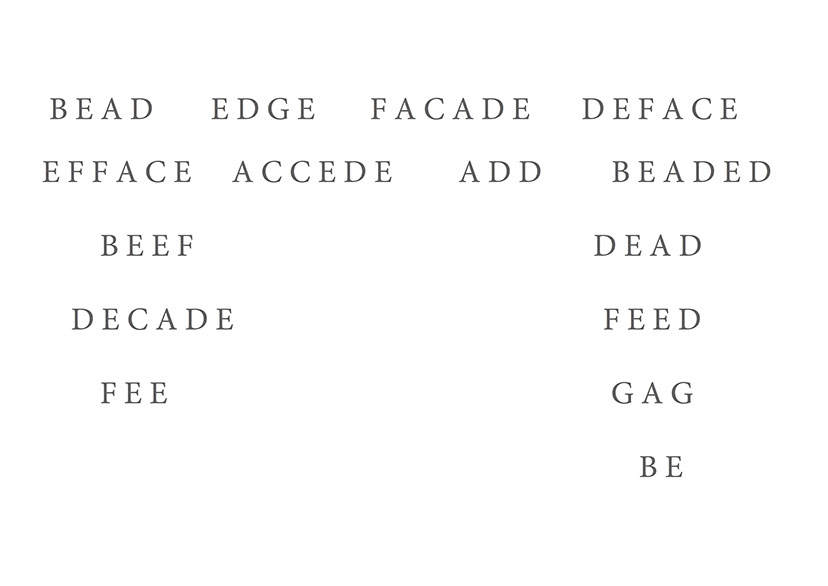 BEAD EDGE FACADE DEFACE
EFFACE ACCEDE ADD BEADED
BEEF DEAD
DECADE FEED
FEE GAG
BE